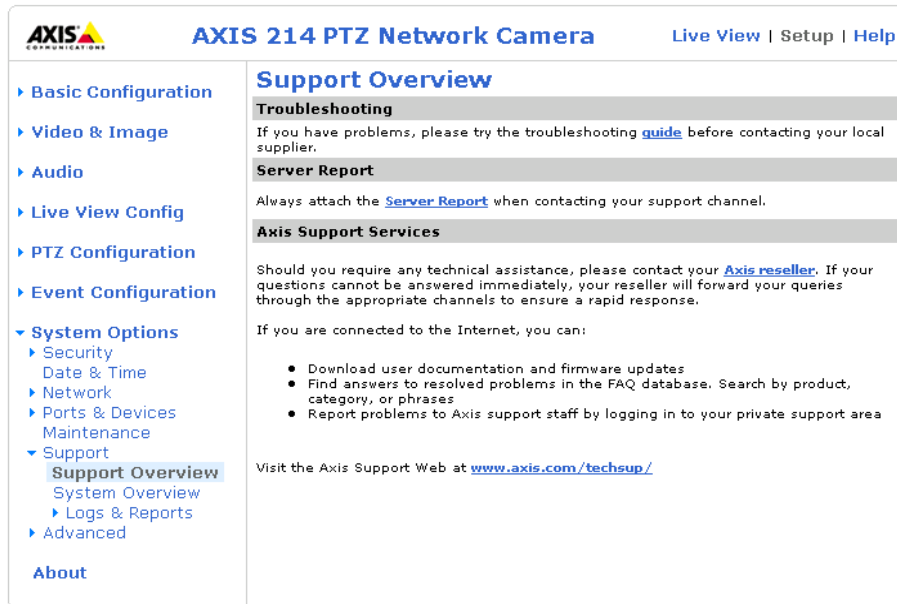 AXIS
COMMUNICATIONS
AXIS 214 PTZ Network Camera
Live View | Setup | Help
Basic Configuration
Video & Image
Audio
Live View Config
PTZ Configuration
Event Configuration
System Options
Security
Date & Time
Network
Ports & Devices
Maintenance
Support
Support Overview
System Overview
Logs & Reports
Advanced
About
Support Overview
Troubleshooting
If you have problems, please try the troubleshooting guide before contacting your local
supplier.
Server Report
Always attach the Server Report when contacting your support channel.
Axis Support Services
Should you require any technical assistance, please contact your Axis reseller. If your
questions cannot be answered immediately, your reseller will forward your queries
through the appropriate channels to ensure a rapid response.
If you are connected to the Internet, you can:
● Download user documentation and firmware updates
● Find answers to resolved problems in the FAQ database. Search by product,
category, or phrases
● Report problems to Axis support staff by logging in to your private support area
Visit the Axis Support Web at www.axis.com/techsup/